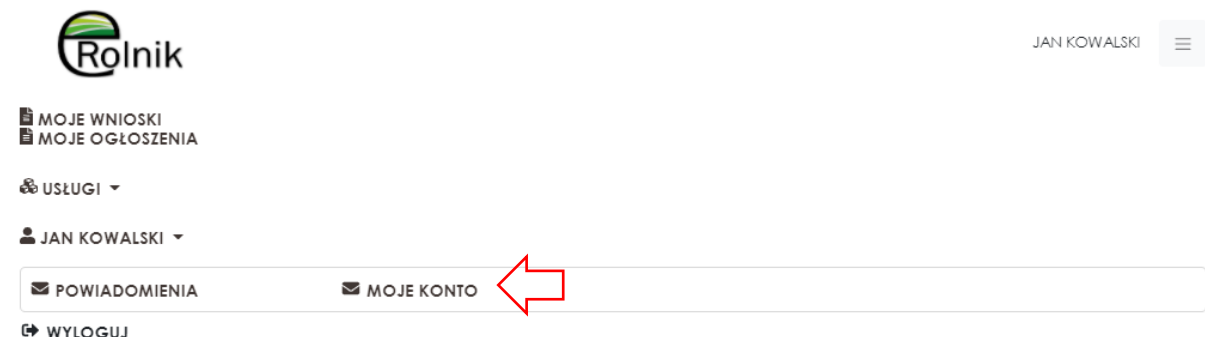 eRolnik
JAN KOWALSKI
MOJE WNIOSKI
MOJE OGŁOSZENIA
USŁUGI
JAN KOWALSKI
POWIADOMIENIA MOJE KONTO
WYLOGUJ